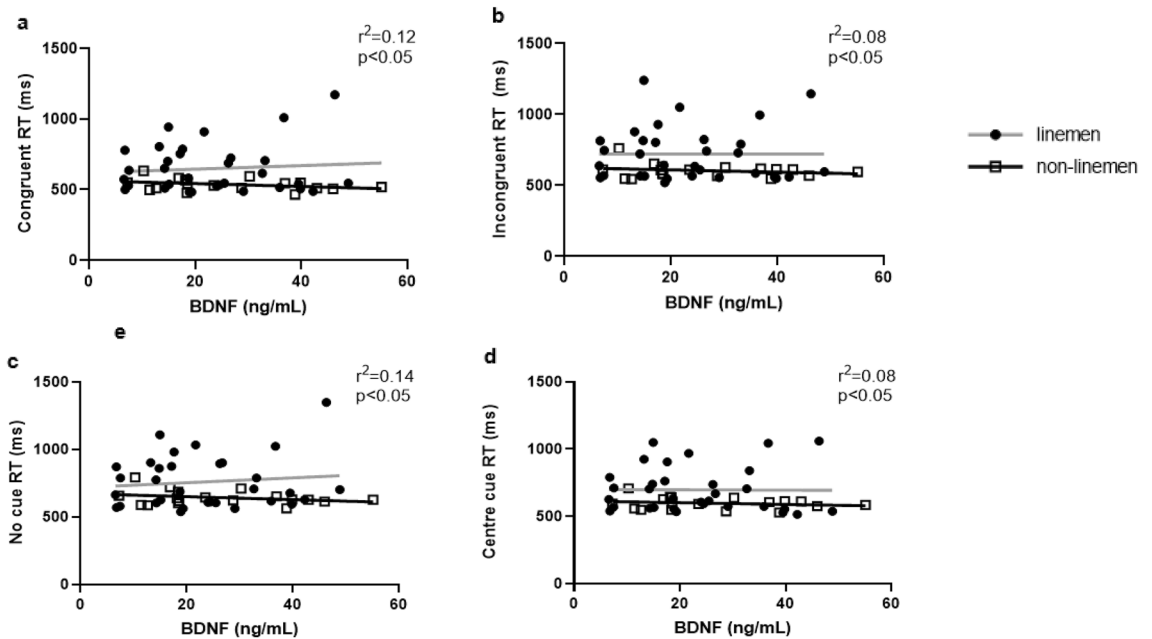 a
r²=0.12
p<0.05
1500
1000
500
0
Congruent RT (ms)
0 20 40 60
BDNF (ng/mL)
b
r²=0.08
p<0.05
1500
1000
500
0
Incongruent RT (ms)
0 20 40 60
BDNF (ng/mL)
linemen
non-linemen
e
c
r²=0.14
p<0.05
1500
1000
500
0
No cue RT (ms)
0 20 40 60
BDNF (ng/mL)
d
r²=0.08
p<0.05
1500
1000
500
0
Centre cue RT (ms)
0 20 40 60
BDNF (ng/mL)